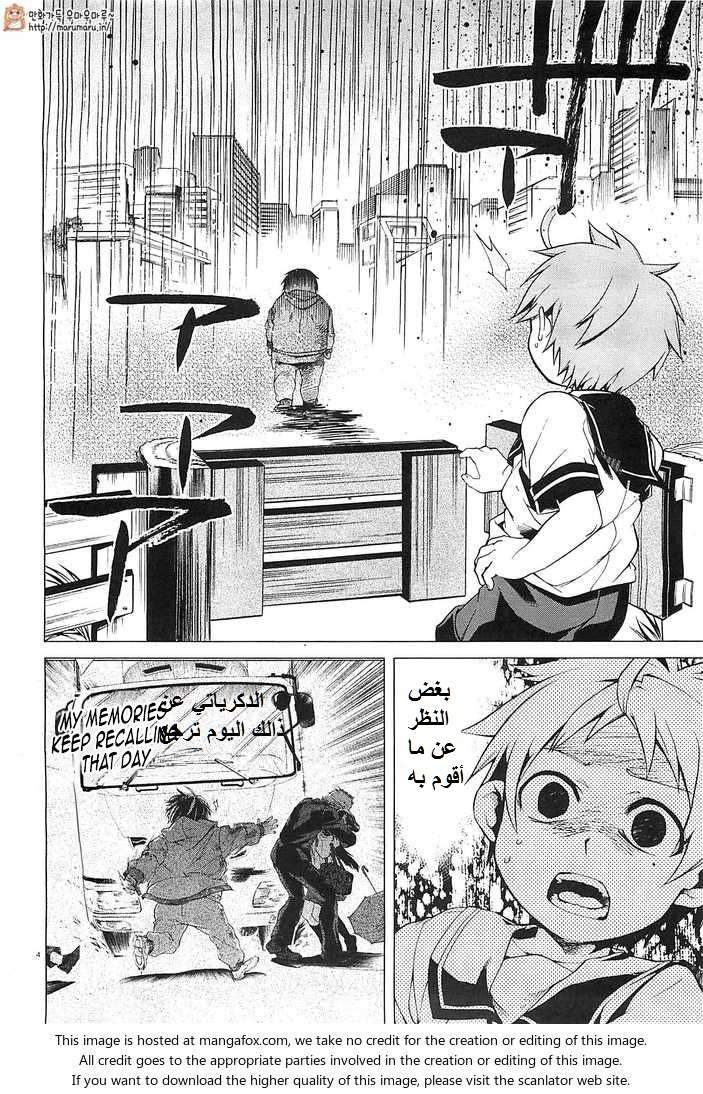 만화가득 우마우마루~
http://marumaru.in/
ザアアア
بغض
النظر
عن ما
أقوم به
الدكرياتي عن
ذالك اليوم ترجع
MY MEMORIES
KEEP RECALLING
THAT DAY
4
This image is hosted at mangafox.com, we take no credit for the creation or editing of this image.
All credit goes to the appropriate parties involved in the creation or editing of this image.
If you want to download the higher quality of this image, please visit the scanlator web site.